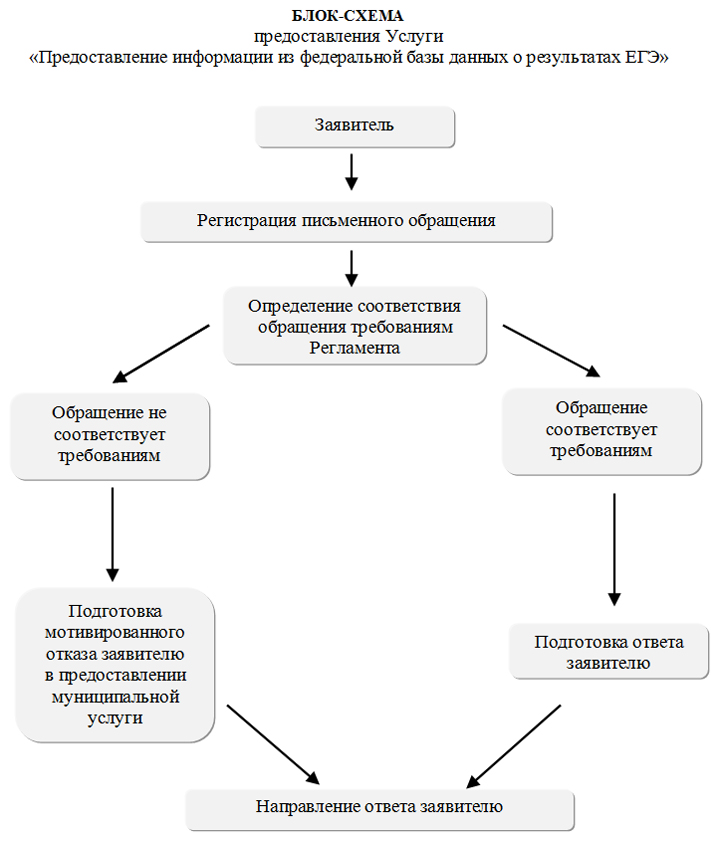 БЛОК-СХЕМА
предоставления Услуги
«Предоставление информации из федеральной базы данных о результатах ЕГЭ»
Заявитель
Регистрация письменного обращения
Определение соответствия
обращения требованиям
Регламента
Обращение не
соответствует
требованиям
Обращение
соответствует
требованиям
Подготовка
мотивированного
отказа заявителю
в предоставлении
муниципальной
услуги
Подготовка ответа
заявителю
Направление ответа заявителю